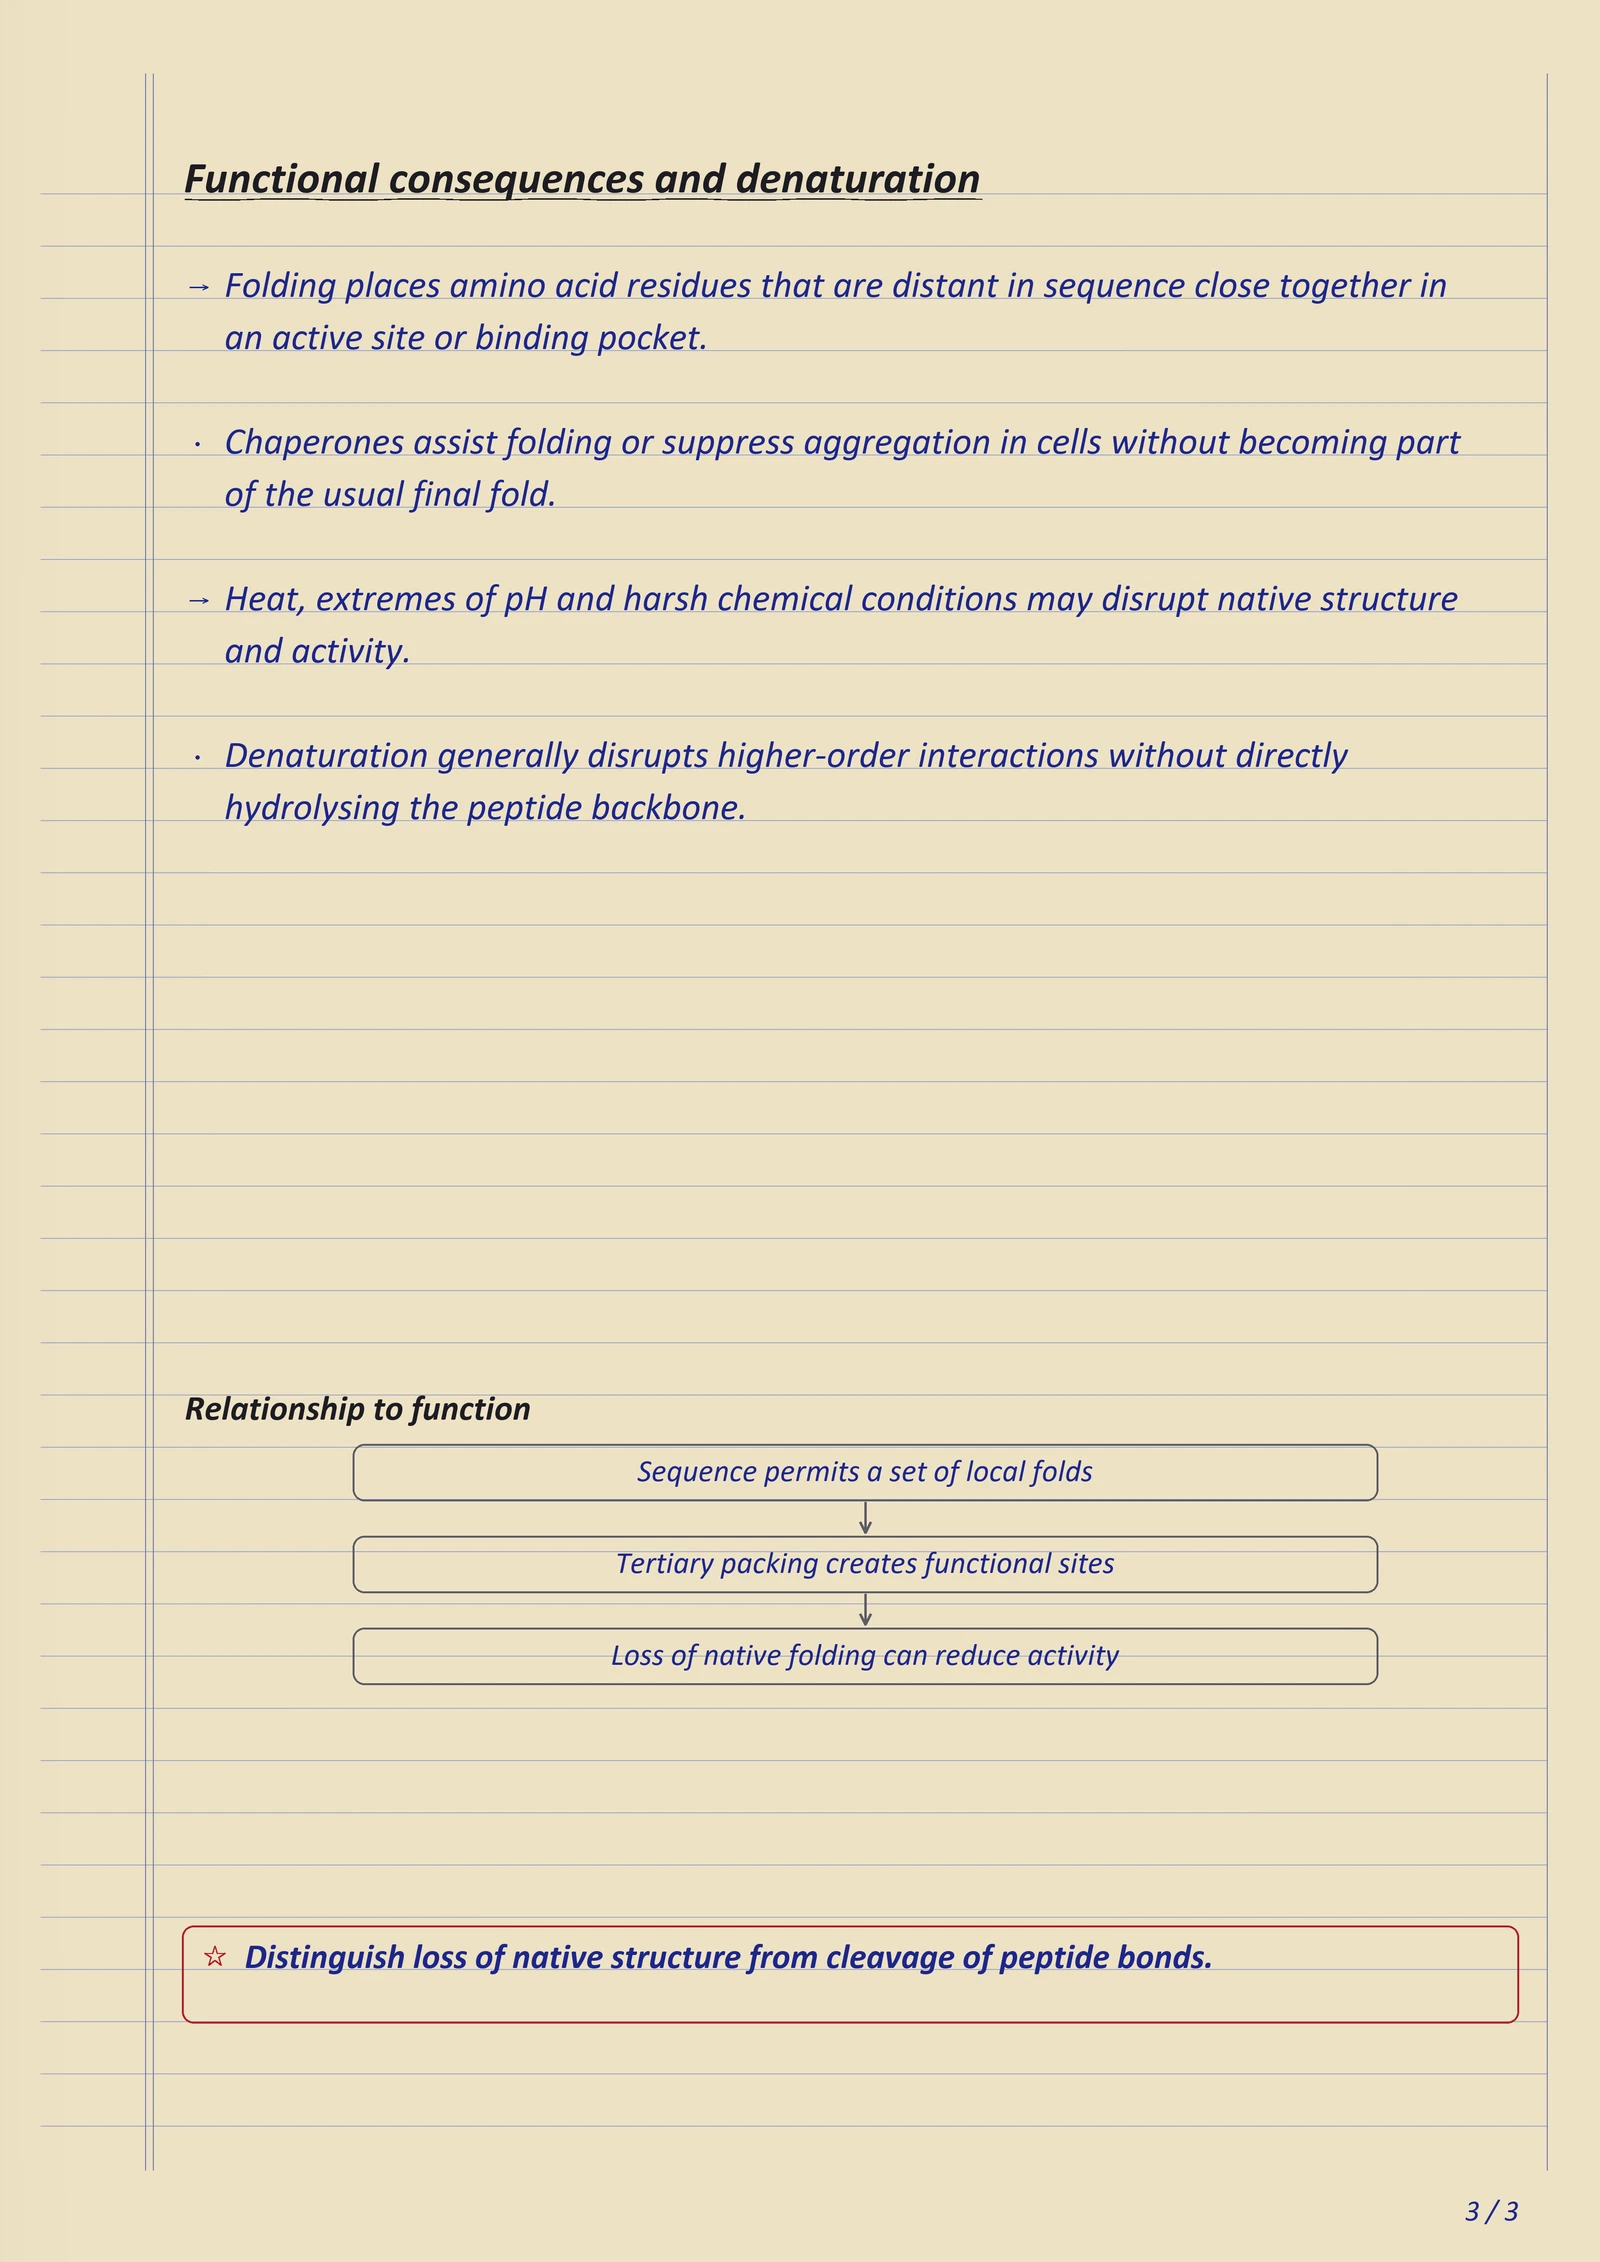 Functional consequences and denaturation
→ Folding places amino acid residues that are distant in sequence close together in
an active site or binding pocket.
· Chaperones assist folding or suppress aggregation in cells without becoming part
of the usual final fold.
→ Heat, extremes of pH and harsh chemical conditions may disrupt native structure
and activity.
· Denaturation generally disrupts higher-order interactions without directly
hydrolysing the peptide backbone.
Relationship to function
Sequence permits a set of local folds
Tertiary packing creates functional sites
Loss of native folding can reduce activity
☆ Distinguish loss of native structure from cleavage of peptide bonds.
3 / 3